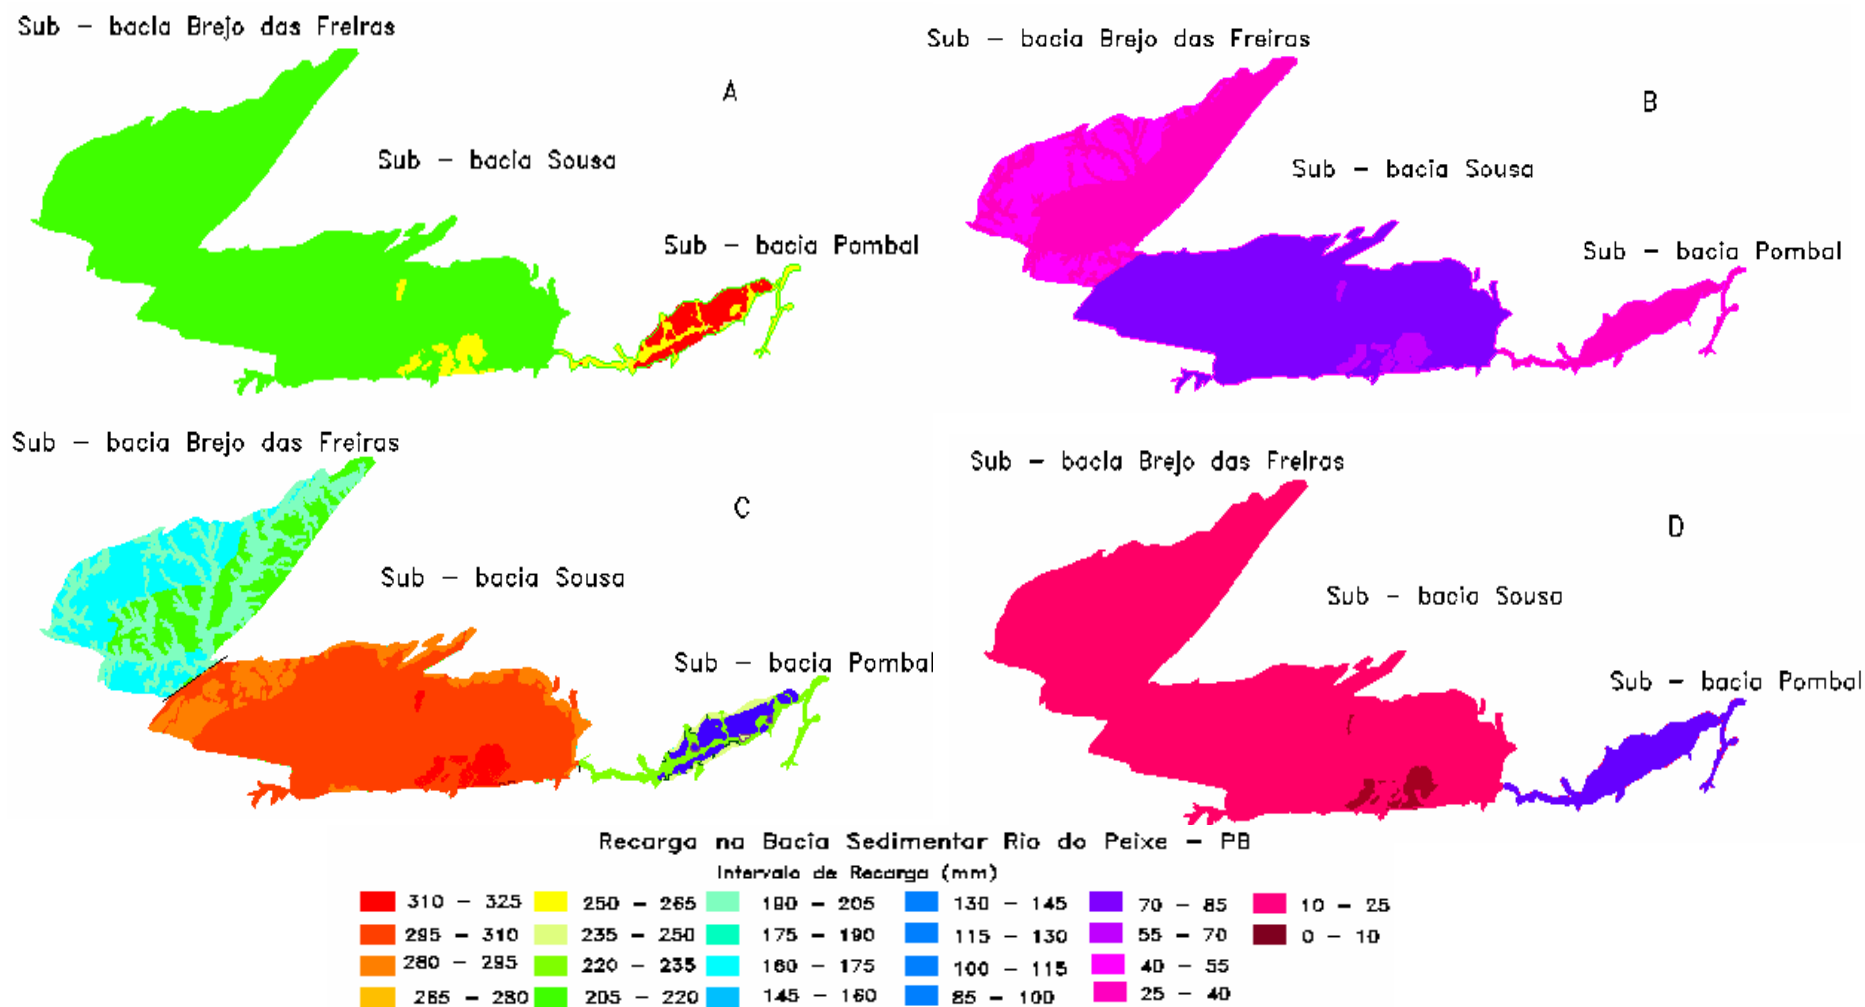 Sub - bacia Brejo das Freiras
A
Sub - bacia Sousa
Sub - bacia Pombal
Sub - bacia Brejo das Freiras
B
Sub - bacia Sousa
Sub - bacia Pombal
Sub - bacia Brejo das Freiras
C
Sub - bacia Sousa
Sub - bacia Pombal
Sub - bacia Brejo das Freiras
D
Sub - bacia Sousa
Sub - bacia Pombal
Recarga na Bacia Sedimentar Rio do Peixe - PB
Intervalo de Recarga (mm)
310 - 325 250 - 265 190 - 205 130 - 145 70 - 85 10 - 25
295 - 310 235 - 250 175 - 190 115 - 130 55 - 70 0 - 10
280 - 295 220 - 235 160 - 175 100 - 115 40 - 55
265 - 280 205 - 220 145 - 160 85 - 100 25 - 40